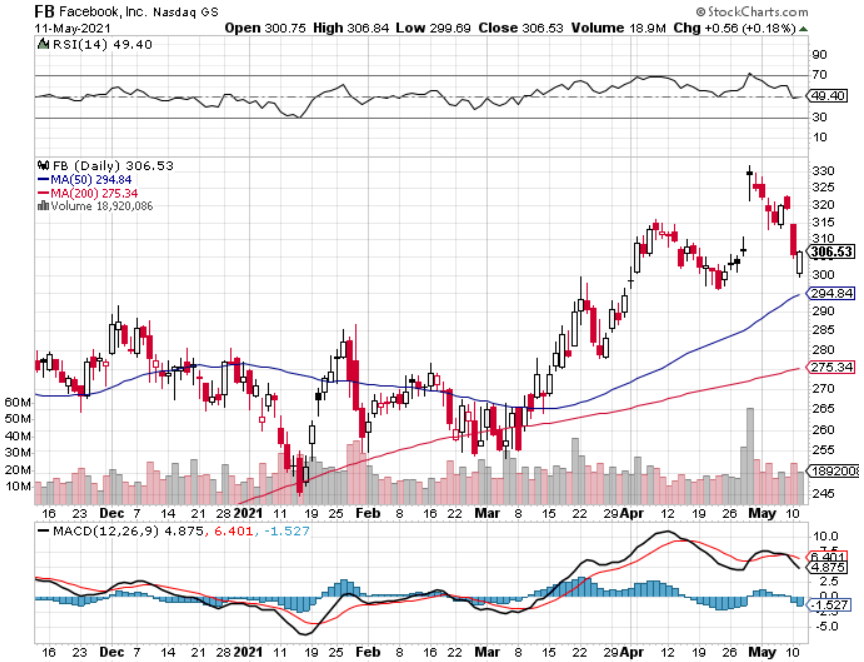 FB Facebook, Inc. Nasdaq GS
© StockCharts.com
11-May-2021
Open 300.75 High 306.84 Low 299.69 Close 306.53 Volume 18.9M Chg +0.56 (+0.18%)
RSI(14) 49.40
90
70
49.40
30
10
FB (Daily) 306.53
MA(50) 294.84
MA(200) 275.34
Volume 18,920,086
330
325
320
315
310
306.53
300
294.84
290
285
280
275.34
270
265
260
255
245
60M
50M
40M
30M
20M
10M
1892008
16 23 Dec 7 14 21 28 2021 11 19 25 Feb 8 16 22 Mar 8 15 22 29 Apr 12 19 26 May 10
MACD(12,26,9) 4.875, 6.401, -1.527
10.0
6.401
4.875
2.5
0.0
-1.527
-5.0
16 23 Dec 7 14 21 28 2021 11 19 25 Feb 8 16 22 Mar 8 15 22 29 Apr 12 19 26 May 10